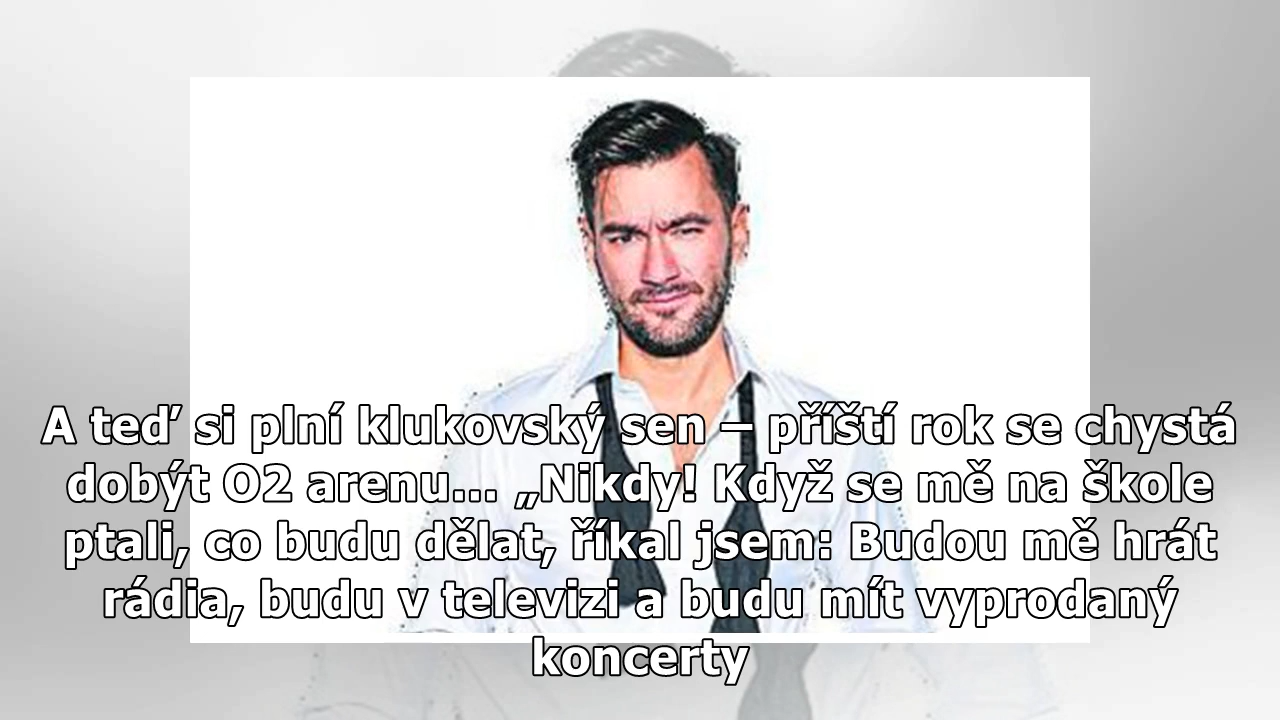 A teď si plní klukovský sen – příští rok se chystá
dobýt O2 arenu... „Nikdy! Když se mě na škole
ptali, co budu dělat, říkal jsem: Budou mě hrát
rádia, budu v televizi a budu mít vyprodaný
koncerty